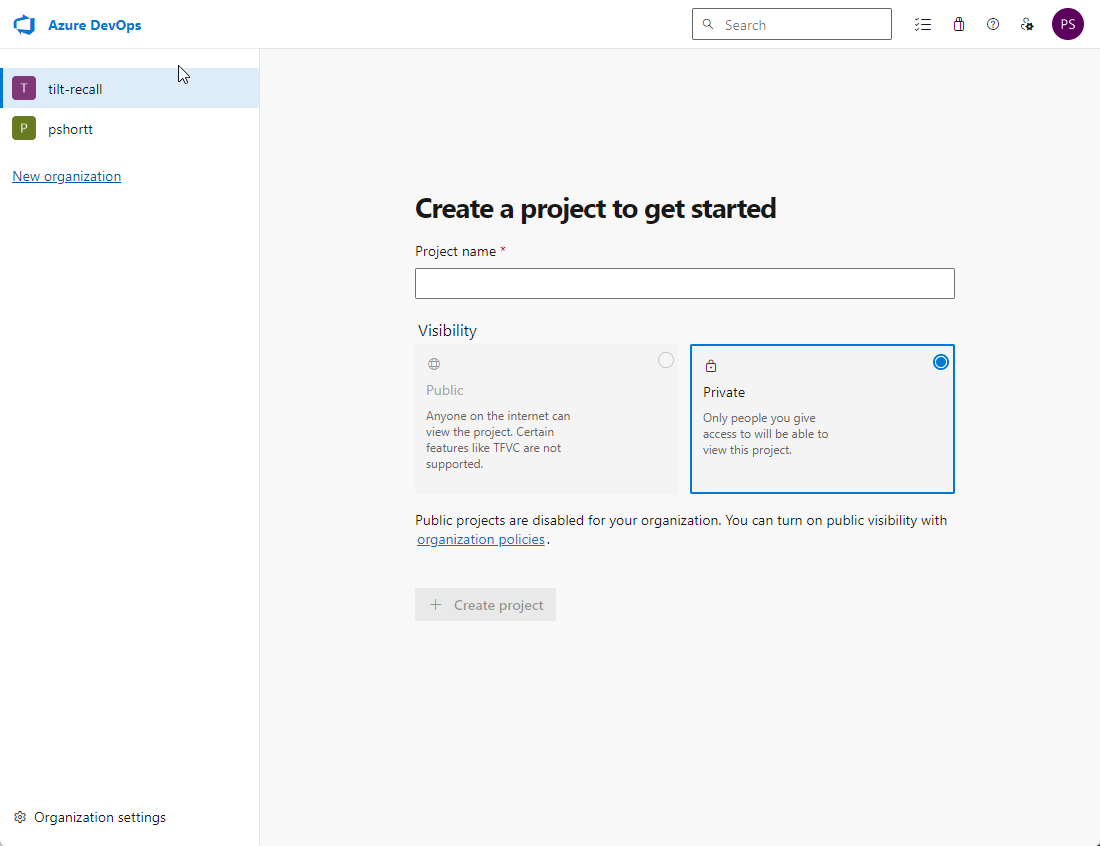 Azure DevOps
Search
PS
T tilt-recall
P pshortt
New organization
Create a project to get started
Project name *
Visibility
Public
Anyone on the internet can
view the project. Certain
features like TFVC are not
supported.
Private
Only people you give
access to will be able to
view this project.
Public projects are disabled for your organization. You can turn on public visibility with
organization policies.
+ Create project
Organization settings